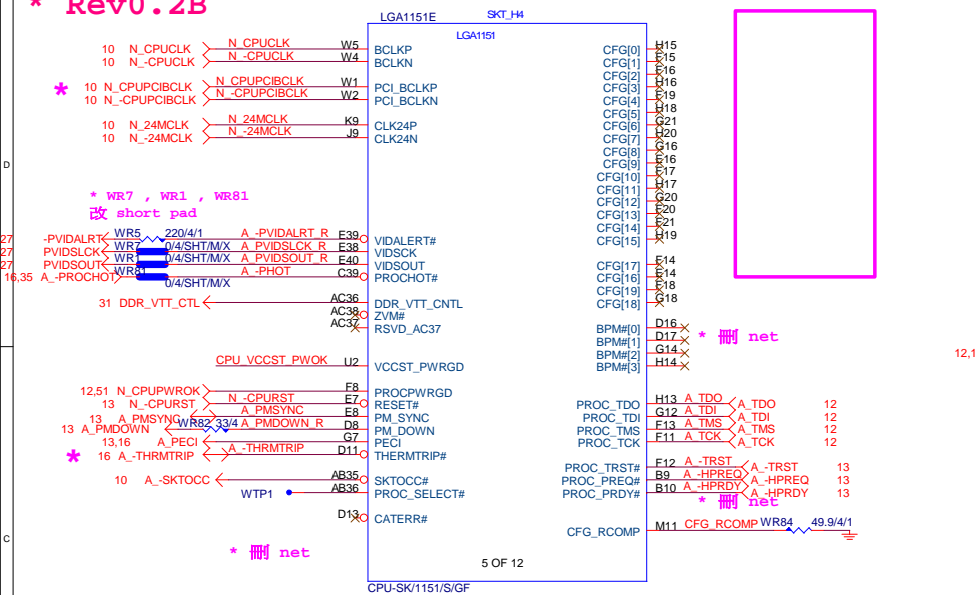 * Rev0.2B
LGA1151E
SKT_H4
LGA1151
10 N_CPUCLK N_CPUCLK W5 BCLKP
10 N_-CPUCLK N_-CPUCLK W4 BCLKN
* 10 N_CPUPCIBCLK N_CPUPCIBCLK W1 PCI_BCLKP
10 N_-CPUPCIBCLK N_-CPUPCIBCLK W2 PCI_BCLKN
10 N_24MCLK N_24MCLK K9 CLK24P
10 N_-24MCLK N_-24MCLK J9 CLK24N
D
* WR7 , WR1 , WR81
改 short pad
27 -PVIDALRT WR5 220/4/1 A_-PVIDALRT_R E39 VIDALERT#
27 PVIDSLCK WR7 0/4/SHT/M/X A_PVIDSLCK_R E38 VIDSCK
27 PVIDSOUT WR1 0/4/SHT/M/X A_PVIDSOUT_R E40 VIDSOUT
16,35 A_-PROCHOT WR81 0/4/SHT/M/X A_-PHOT C39 PROCHOT#
31 DDR_VTT_CTL AC36 DDR_VTT_CNTL
AC38 ZVM#
AC37 RSVD_AC37
CPU_VCCST_PWOK U2 VCCST_PWRGD
12,51 N_CPUPWROK F8 PROCPWRGD
13 N_-CPURST N_-CPURST E7 RESET#
13 A_PMSYNC A_PMSYNC E8 PM_SYNC
13 A_PMDOWN WR82 33/4 A_PMDOWN_R D8 PM_DOWN
13,16 A_PECI G7 PECI
* 16 A_-THRMTRIP A_-THRMTRIP D11 THERMTRIP#
10 A_-SKTOCC AB35 SKTOCC#
WTP1 AB36 PROC_SELECT#
D13 CATERR#
* 刪 net
C
CFG[0] H15
CFG[1] F15
CFG[2] F16
CFG[3] H16
CFG[4] F19
CFG[5] H18
CFG[6] G21
CFG[7] H20
CFG[8] G16
CFG[9] E16
CFG[10] F17
CFG[11] H17
CFG[12] G20
CFG[13] F20
CFG[14] F21
CFG[15] H19
CFG[17] F14
CFG[16] E14
CFG[19] F18
CFG[18] G18
BPM#[0] D16
BPM#[1] D17
BPM#[2] G14
BPM#[3] H14
* 刪 net
12,1
PROC_TDO H13 A_TDO A_TDO 12
PROC_TDI G12 A_TDI A_TDI 12
PROC_TMS F13 A_TMS A_TMS 12
PROC_TCK F11 A_TCK A_TCK 12
PROC_TRST# F12 A_-TRST A_-TRST 13
PROC_PREQ# B9 A_-HPREQ A_-HPREQ 13
PROC_PRDY# B10 A_-HPRDY A_-HPRDY 13
* 刪 net
CFG_RCOMP M11 CFG_RCOMP WR84 49.9/4/1
5 OF 12
CPU-SK/1151/S/GF